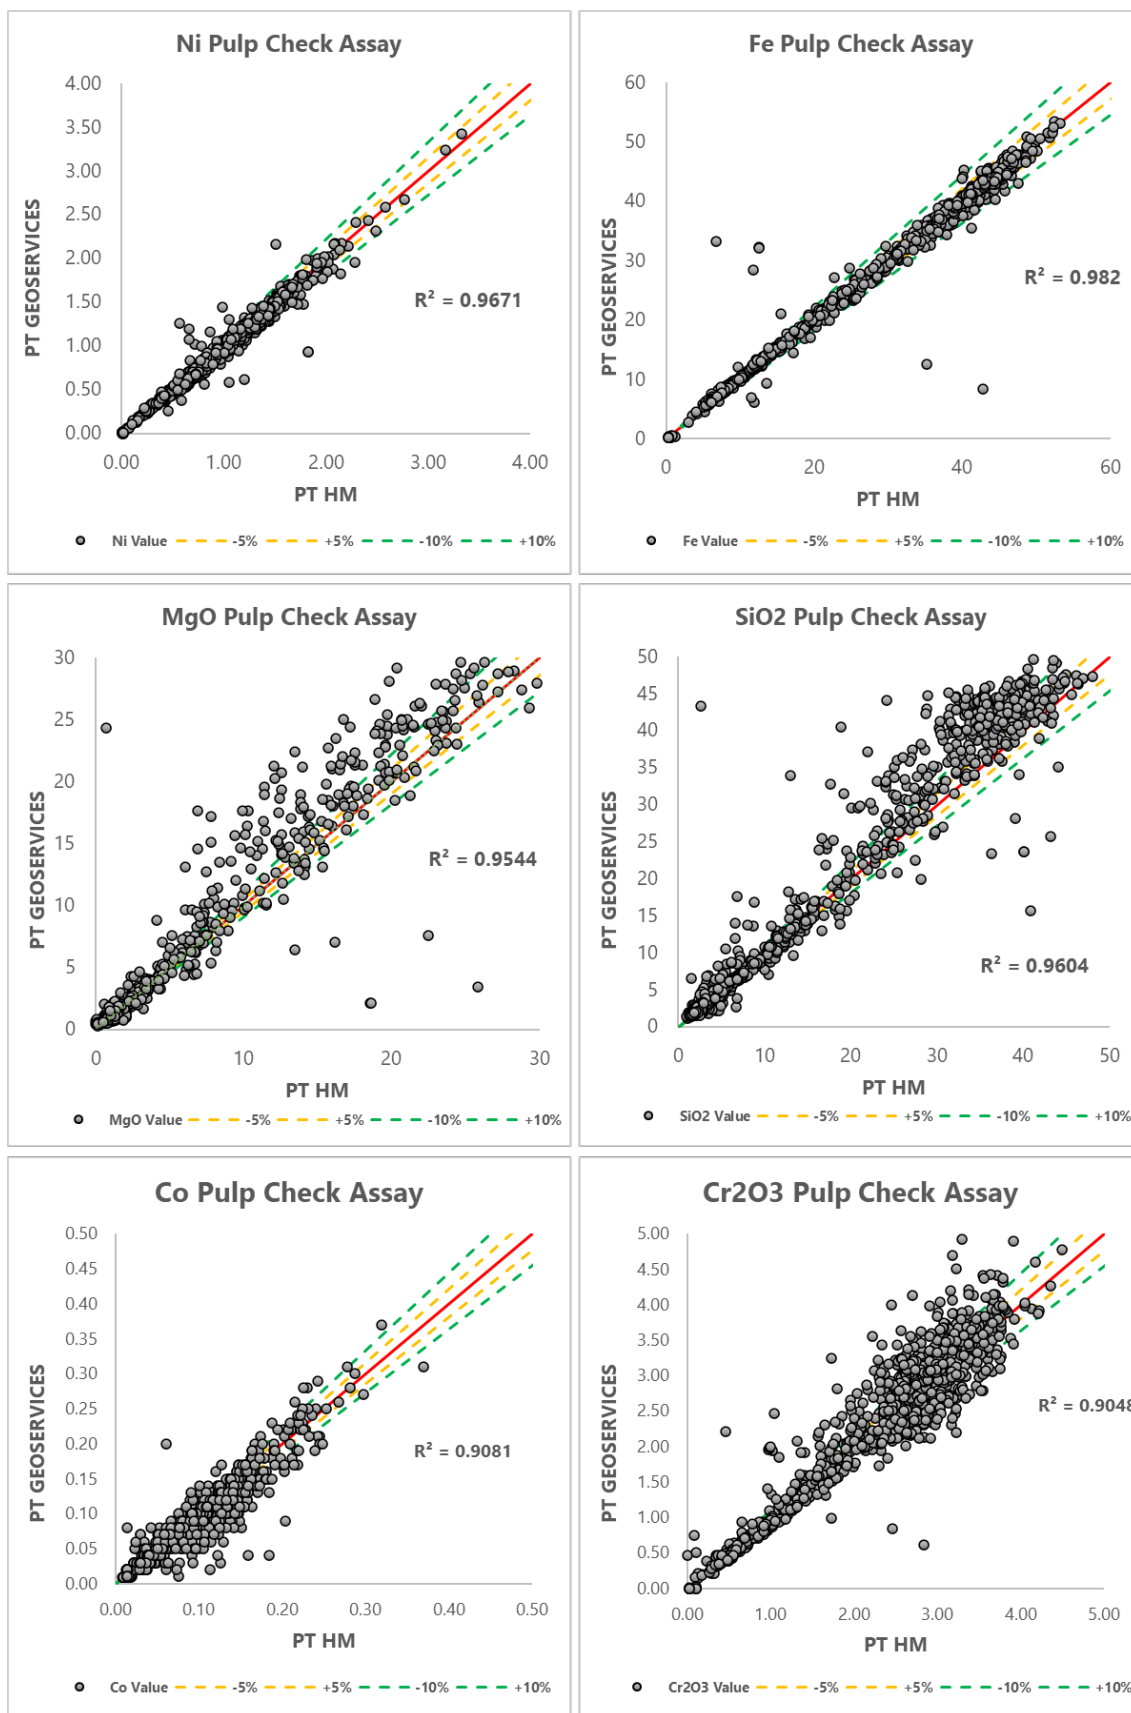 Ni Pulp Check Assay
4.00
3.50
3.00
2.50
2.00
1.50
1.00
0.50
0.00
PT GEOSERVICES
R² = 0.9671
0.00 1.00 2.00 3.00 4.00
PT HM
Ni Value -5% +5% -10% +10%
Fe Pulp Check Assay
60
50
40
30
20
10
0
PT GEOSERVICES
R² = 0.982
0 20 40 60
PT HM
Fe Value -5% +5% -10% +10%
MgO Pulp Check Assay
30
25
20
15
10
5
0
PT GEOSERVICES
R² = 0.9544
0 10 20 30
PT HM
MgO Value -5% +5% -10% +10%
SiO2 Pulp Check Assay
50
45
40
35
30
25
20
15
10
5
0
PT GEOSERVICES
R² = 0.9604
0 10 20 30 40 50
PT HM
SiO2 Value -5% +5% -10% +10%
Co Pulp Check Assay
0.50
0.45
0.40
0.35
0.30
0.25
0.20
0.15
0.10
0.05
0.00
PT GEOSERVICES
R² = 0.9081
0.00 0.10 0.20 0.30 0.40 0.50
PT HM
Co Value -5% +5% -10% +10%
Cr2O3 Pulp Check Assay
5.00
4.50
4.00
3.50
3.00
2.50
2.00
1.50
1.00
0.50
0.00
PT GEOSERVICES
R² = 0.9048
0.00 1.00 2.00 3.00 4.00 5.00
PT HM
Cr2O3 Value -5% +5% -10% +10%